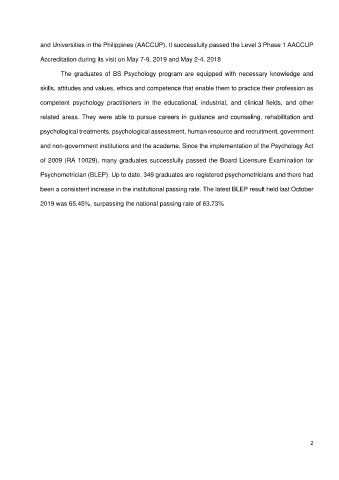 and Universities in the Philippines (AACCUP). It successfully passed the Level 3 Phase 1 AACCUP
Accreditation during its visit on May 7-9, 2019 and May 2-4, 2018
The graduates of BS Psychology program are equipped with necessary knowledge and
skills, attitudes and values, ethics and competence that enable them to practice their profession as
competent psychology practitioners in the educational, industrial, and clinical fields, and other
related areas. They were able to pursue careers in guidance and counseling, rehabilitation and
psychological treatments, psychological assessment, human resource and recruitment, government
and non-government institutions and the academe. Since the implementation of the Psychology Act
of 2009 (RA 10029), many graduates successfully passed the Board Licensure Examination for
Psychometrician (BLEP). Up to date, 349 graduates are registered psychometricians and there had
been a consistent increase in the institutional passing rate. The latest BLEP result held last October
2019 was 65.45%, surpassing the national passing rate of 63.73%
2